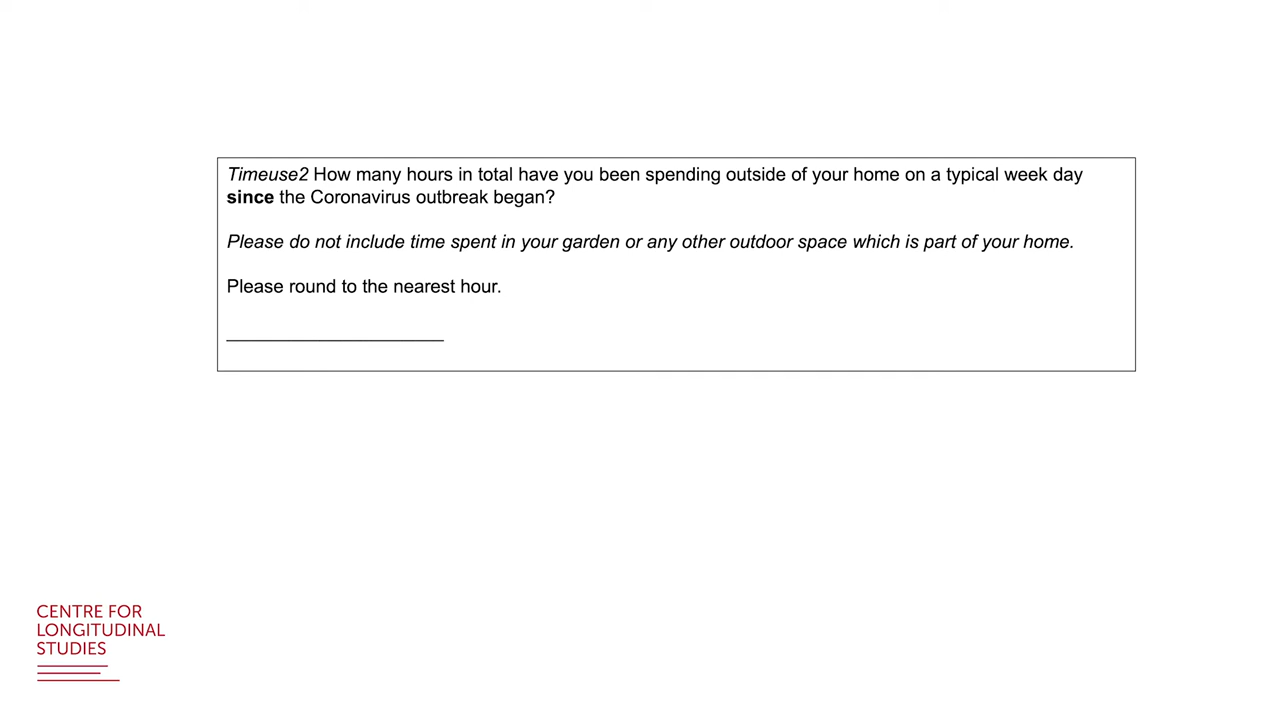 Timeuse2 How many hours in total have you been spending outside of your home on a typical week day
since the Coronavirus outbreak began?
Please do not include time spent in your garden or any other outdoor space which is part of your home.
Please round to the nearest hour.
CENTRE FOR
LONGITUDINAL
STUDIES